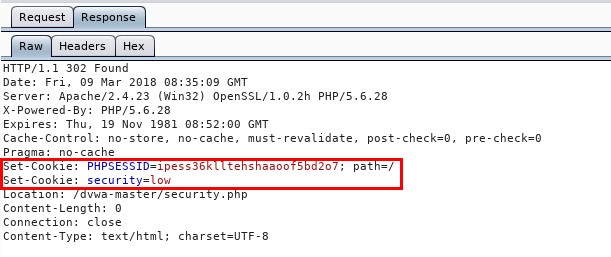 Request Response
Raw Headers Hex
HTTP/1.1 302 Found
Date: Fri, 09 Mar 2018 08:35:09 GMT
Server: Apache/2.4.23 (Win32) OpenSSL/1.0.2h PHP/5.6.28
X-Powered-By: PHP/5.6.28
Expires: Thu, 19 Nov 1981 08:52:00 GMT
Cache-Control: no-store, no-cache, must-revalidate, post-check=0, pre-check=0
Pragma: no-cache
Set-Cookie: PHPSESSID=ipess36klltehshaaoof5bd2o7; path=/
Set-Cookie: security=low
Location: /dvwa-master/security.php
Content-Length: 0
Connection: close
Content-Type: text/html; charset=UTF-8